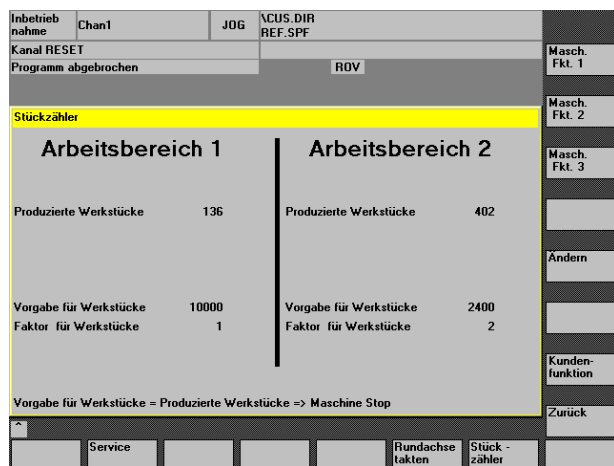 Inbetrieb
nahme
Chan1
JOG
\CUS.DIR
REF.SPF
Kanal RESET
Programm abgebrochen
ROV
Masch.
Fkt. 1
Masch.
Fkt. 2
Masch.
Fkt. 3
Ändern
Kunden-
funktion
Zurück
Stückzähler
Arbeitsbereich 1
Arbeitsbereich 2
Produzierte Werkstücke 136
Produzierte Werkstücke 402
Vorgabe für Werkstücke 10000
Vorgabe für Werkstücke 2400
Faktor für Werkstücke 1
Faktor für Werkstücke 2
Vorgabe für Werkstücke = Produzierte Werkstücke => Maschine Stop
^
Service
Rundachse
takten
Stück -
zähler